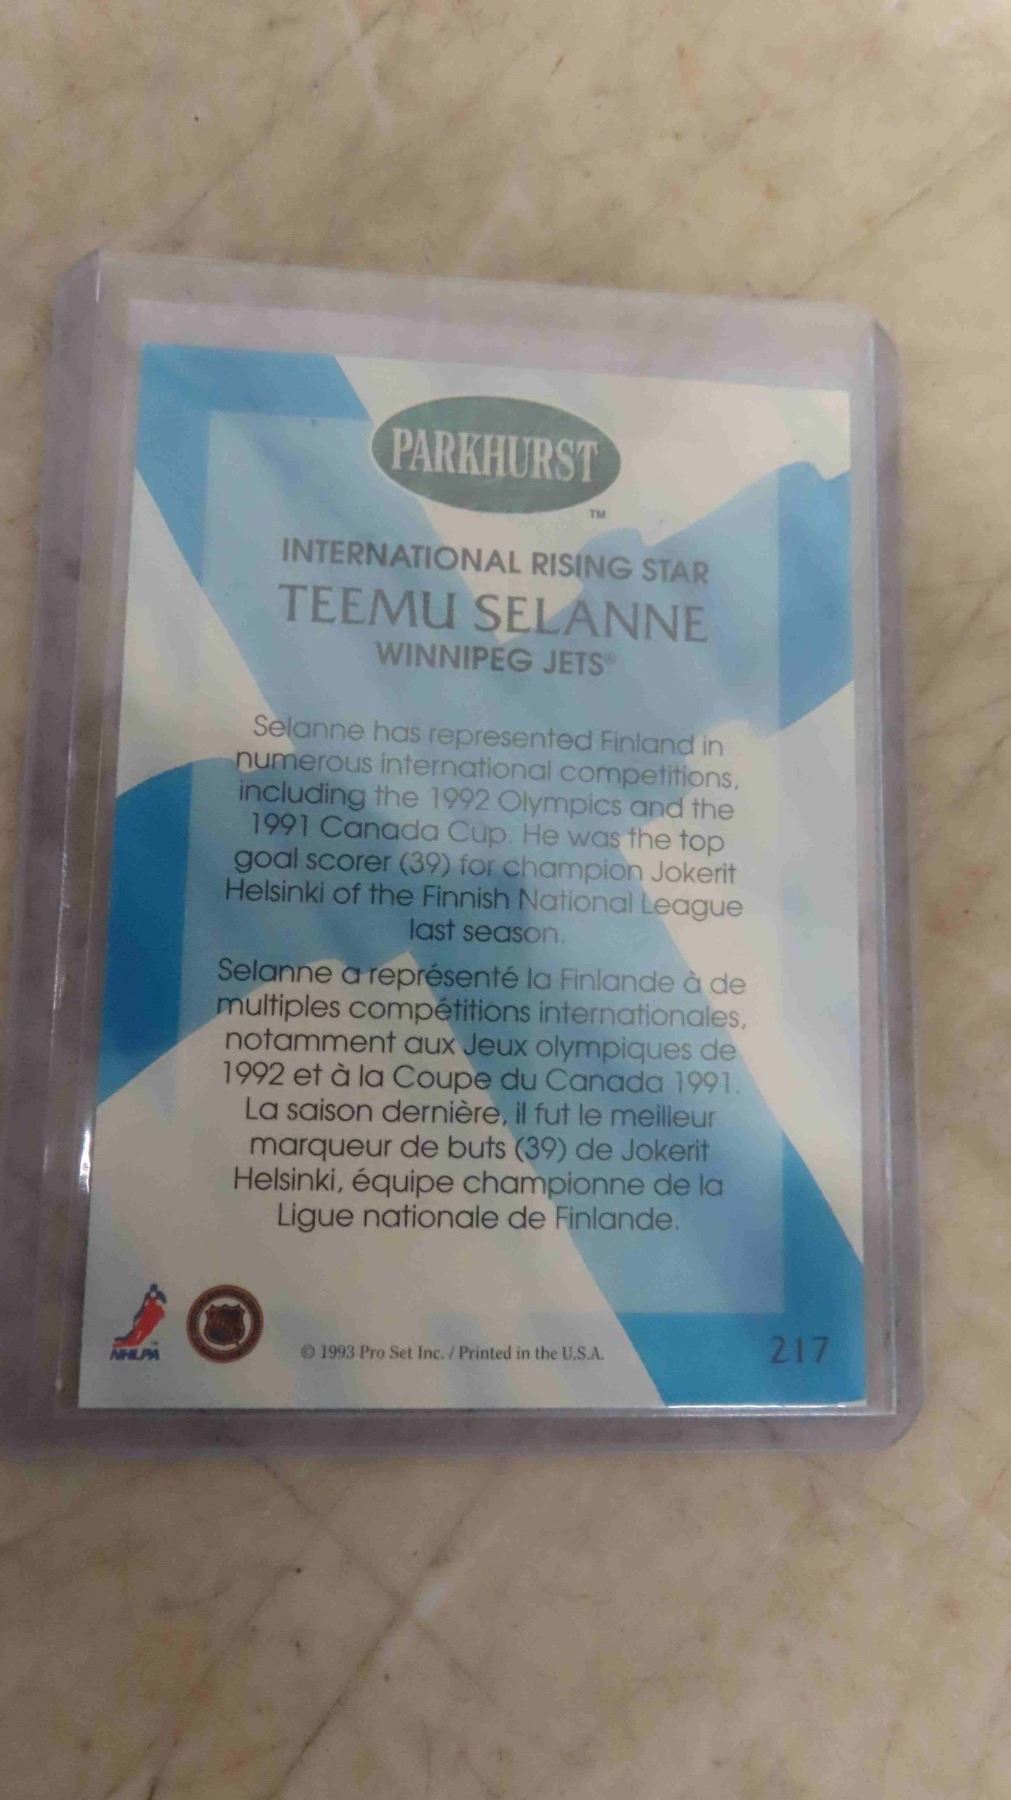 PARKHURST
TM
INTERNATIONAL RISING STAR
TEEMU SELANNE
WINNIPEG JETS®
Selanne has represented Finland in
numerous international competitions,
including the 1992 Olympics and the
1991 Canada Cup. He was the top
goal scorer (39) for champion Jokerit
Helsinki of the Finnish National League
last season.
Selanne a représenté la Finlande à de
multiples compétitions internationales,
notamment aux Jeux olympiques de
1992 et à la Coupe du Canada 1991.
La saison dernière, il fut le meilleur
marqueur de buts (39) de Jokerit
Helsinki, équipe championne de la
Ligue nationale de Finlande.
NHLPA
© 1993 Pro Set Inc. / Printed in the U.S.A.
217